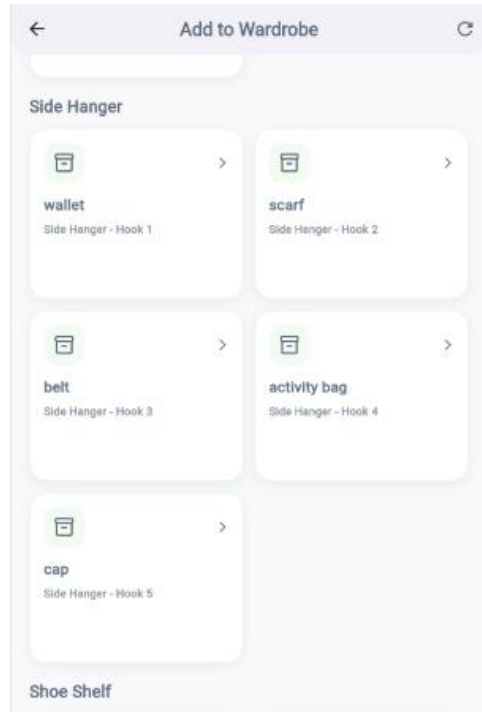 Add to Wardrobe
Side Hanger
wallet
Side Hanger - Hook 1
scarf
Side Hanger - Hook 2
belt
Side Hanger - Hook 3
activity bag
Side Hanger - Hook 4
cap
Side Hanger - Hook 5
Shoe Shelf